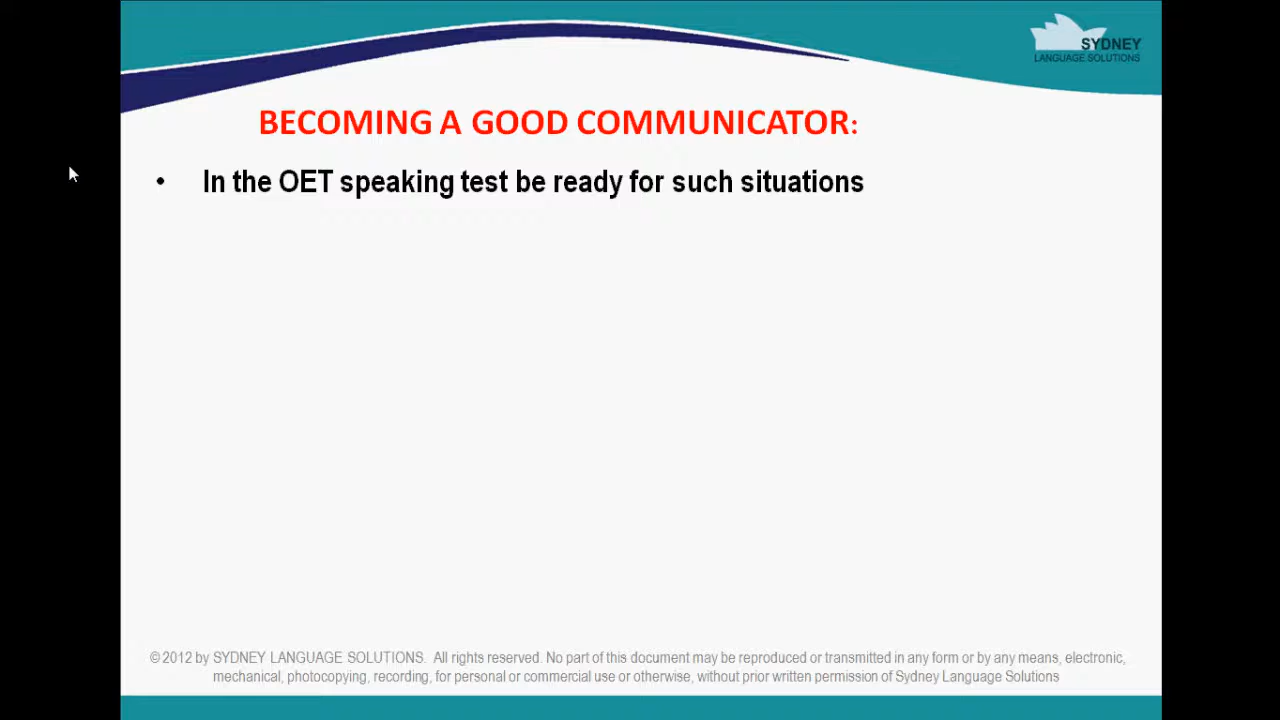 SYDNEY
LANGUAGE SOLUTIONS
BECOMING A GOOD COMMUNICATOR:
• In the OET speaking test be ready for such situations
© 2012 by SYDNEY LANGUAGE SOLUTIONS. All rights reserved. No part of this document may be reproduced or transmitted in any form or by any means, electronic,
mechanical, photocopying, recording, for personal or commercial use or otherwise, without prior written permission of Sydney Language Solutions